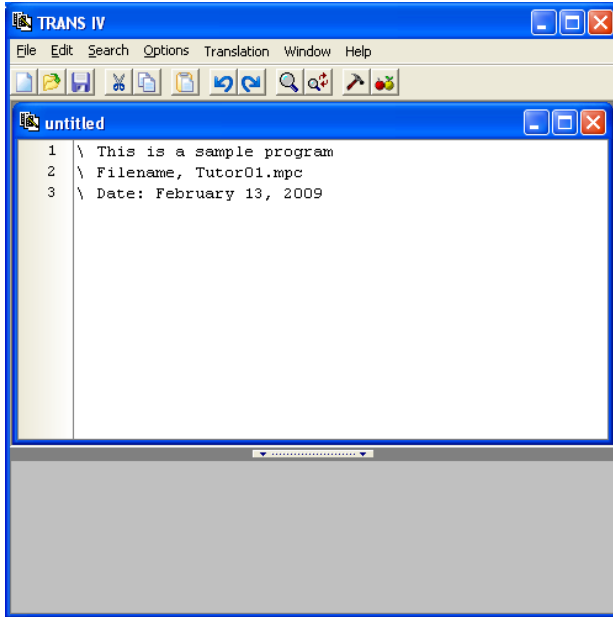 TRANS IV
File Edit Search Options Translation Window Help
untitled
1 \ This is a sample program
2 \ Filename, Tutor01.mpc
3 \ Date: February 13, 2009